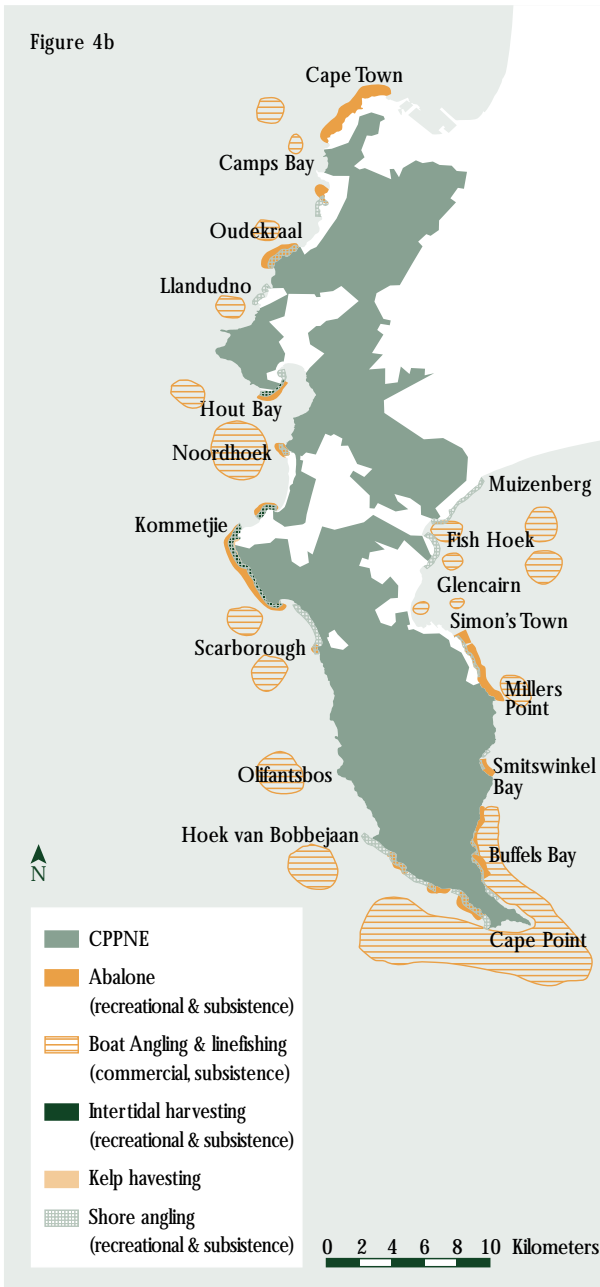 Figure 4b
Cape Town
Camps Bay
Oudekraal
Llandudno
Hout Bay
Noordhoek
Muizenberg
Kommetjie
Fish Hoek
Glencairn
Simon's Town
Scarborough
Millers
Point
Smitswinkel
Bay
Olifantsbos
Hoek van Bobbejaan
Buffels Bay
N
Cape Point
CPPNE
Abalone
(recreational & subsistence)
Boat Angling & linefishing
(commercial, subsistence)
Intertidal harvesting
(recreational & subsistence)
Kelp havesting
Shore angling
(recreational & subsistence)
0 2 4 6 8 10 Kilometers